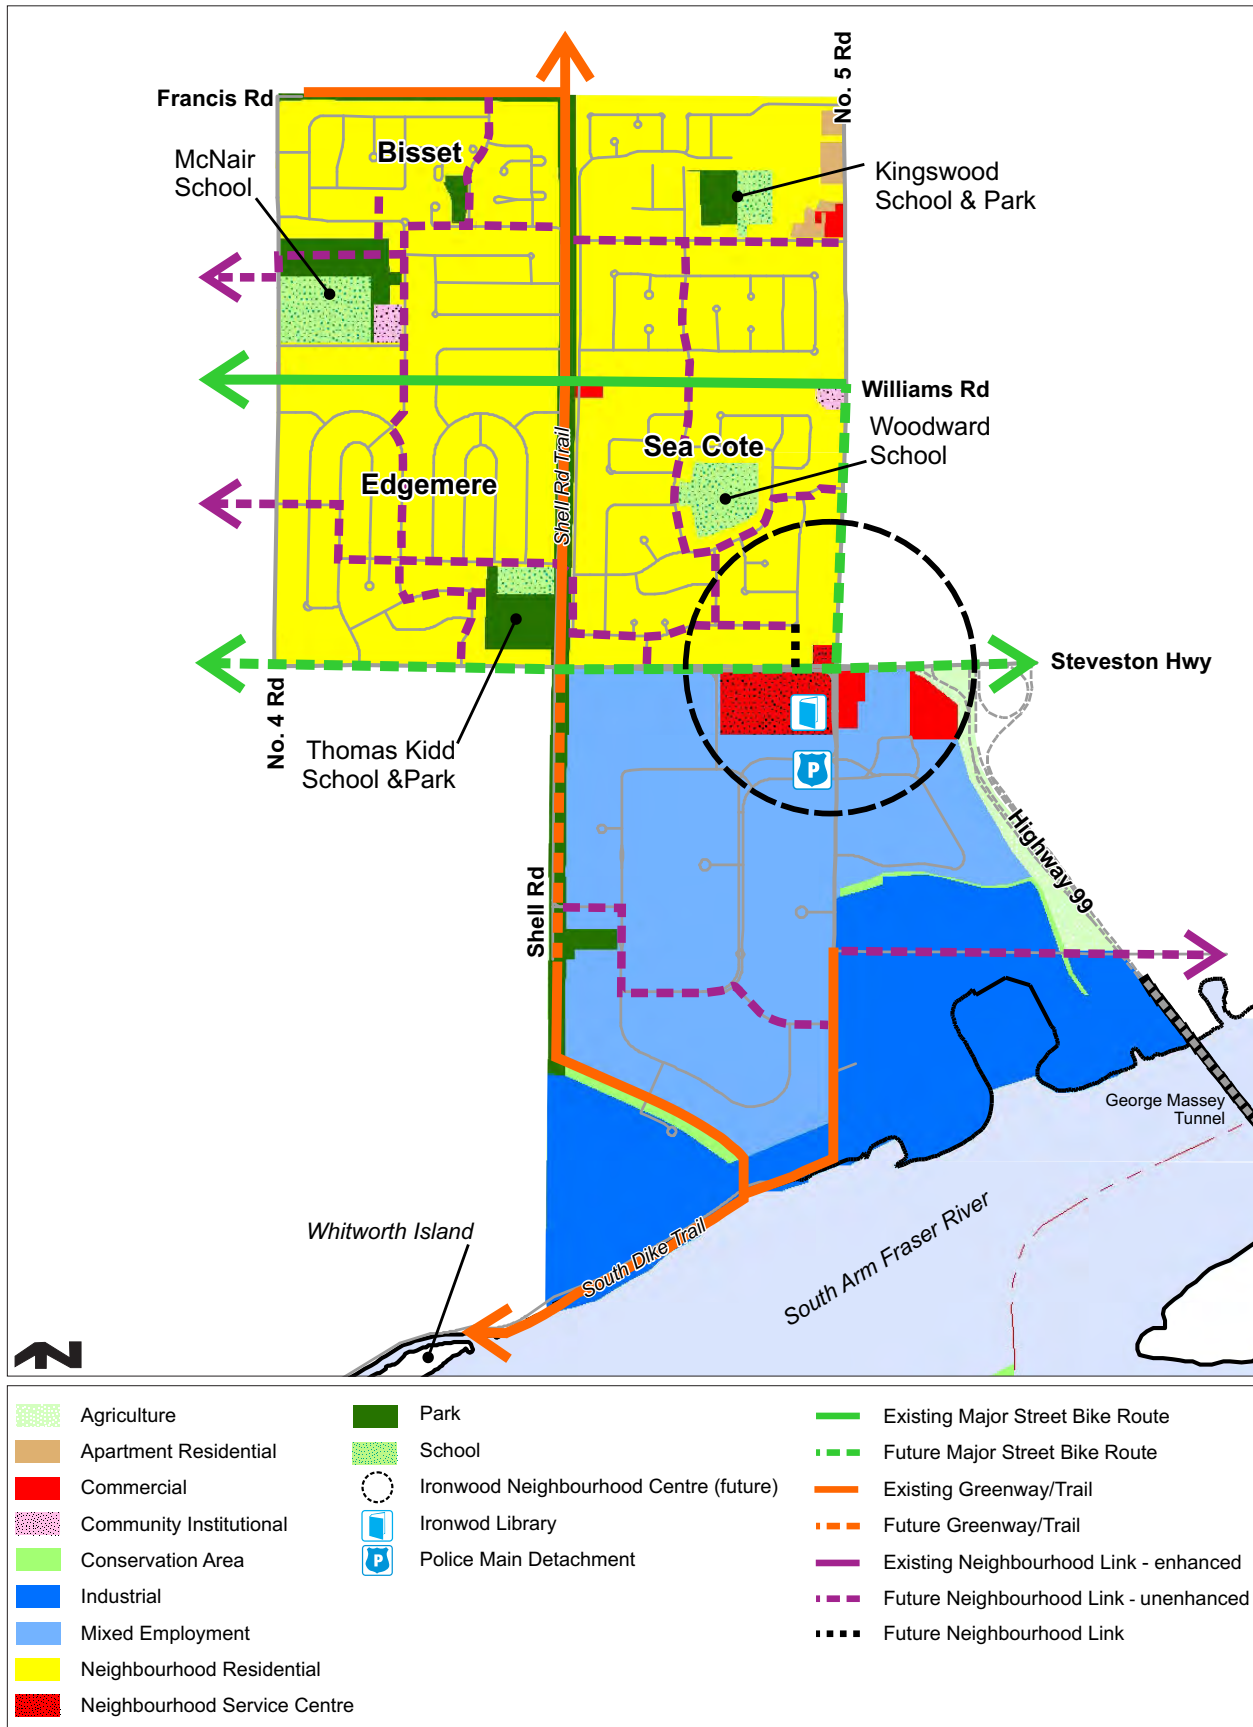 No. 5 Rd
Francis Rd
Bisset
McNair
School
Kingswood
School & Park
Williams Rd
Woodward
School
Sea Cote
Edgemere
Shell Rd Trail
Steveston Hwy
No. 4 Rd
Thomas Kidd
School &Park
P
Highway 99
Shell Rd
George Massey
Tunnel
Whitworth Island
South Dike Trail
South Arm Fraser River
N
Agriculture
Apartment Residential
Commercial
Community Institutional
Conservation Area
Industrial
Mixed Employment
Neighbourhood Residential
Neighbourhood Service Centre
Park
School
Ironwood Neighbourhood Centre (future)
Ironwod Library
P
Police Main Detachment
Existing Major Street Bike Route
Future Major Street Bike Route
Existing Greenway/Trail
Future Greenway/Trail
Existing Neighbourhood Link - enhanced
Future Neighbourhood Link - unenhanced
Future Neighbourhood Link